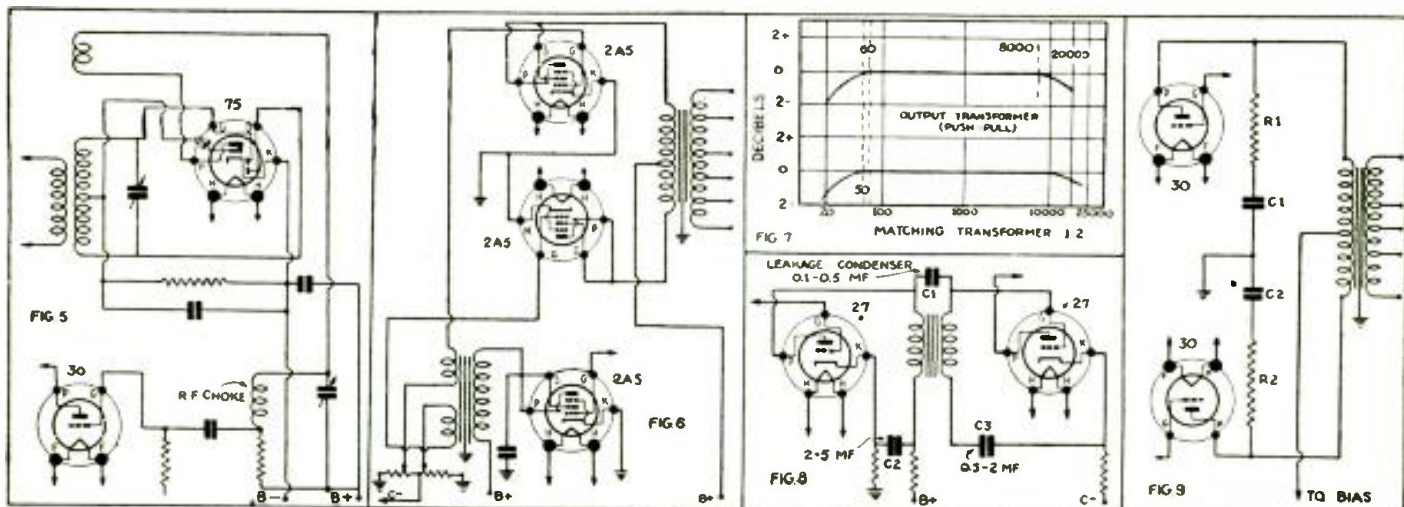 75
FIG 5
30
R F CHOKE
B-
B+
2A5
2A5
2A5
FIG.6
C-
B+
B+
2+
0
2-
2+
0
2-
DECIBELS
60
8000
20000
OUTPUT TRANSFORMER
(PUSH PULL)
50
100
1000
10000
25000
FIG 7
MATCHING TRANSFORMER 1-2
LEAKAGE CONDENSER
0.1-0.5 MF
C1
27
27
G
P
K
H
H
2-5 MF
C2
C3
0.5-2 MF
FIG.8
B+
C-
P
G
F
F
30
R1
C1
C2
30
R2
FIG 9
TO BIAS